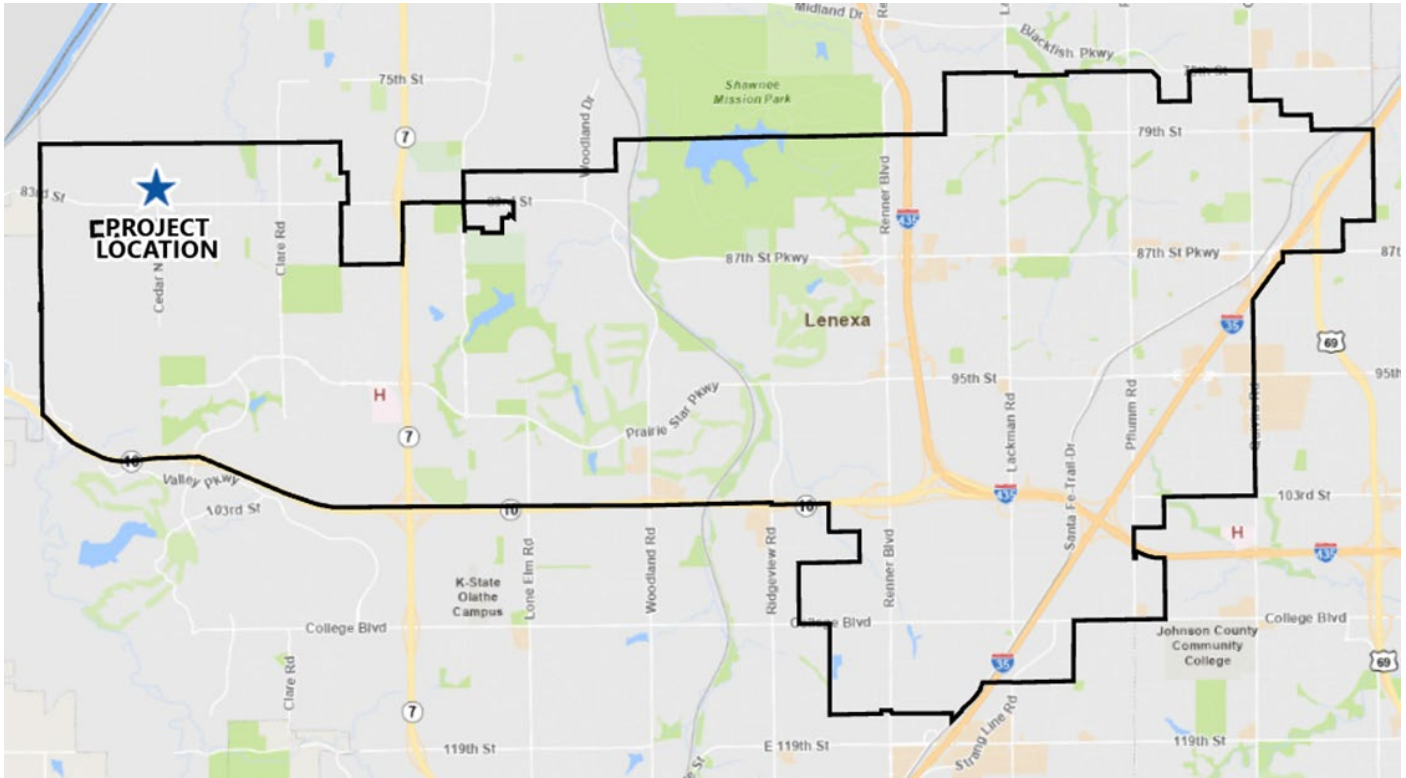 Midland Dr
Blackfish Pkwy
75th St
75th St
Shawnee
Mission Park
Woodland Dr
7
79th St
Renner Blvd
83rd St
83rd St
PROJECT
LOCATION
Clare Rd
435
87th St Pkwy
87th St Pkwy
Cedar N
Lenexa
35
69
95th St
95th
H
Prairie Star Pkwy
7
Lackman Rd
Pflumm Rd
Quivira Rd
Santa Fe-Trail-Dr
10
Valley Pkwy
103rd St
10
10
435
103rd St
H
435
K-State
Olathe
Campus
Lone Elm Rd
Woodland Rd
Ridgeview Rd
Renner Blvd
College Blvd
College Blvd
College Blvd
Johnson County
Community
College
Clare Rd
35
69
7
Strang Line Rd
119th St
E 119th St
119th St